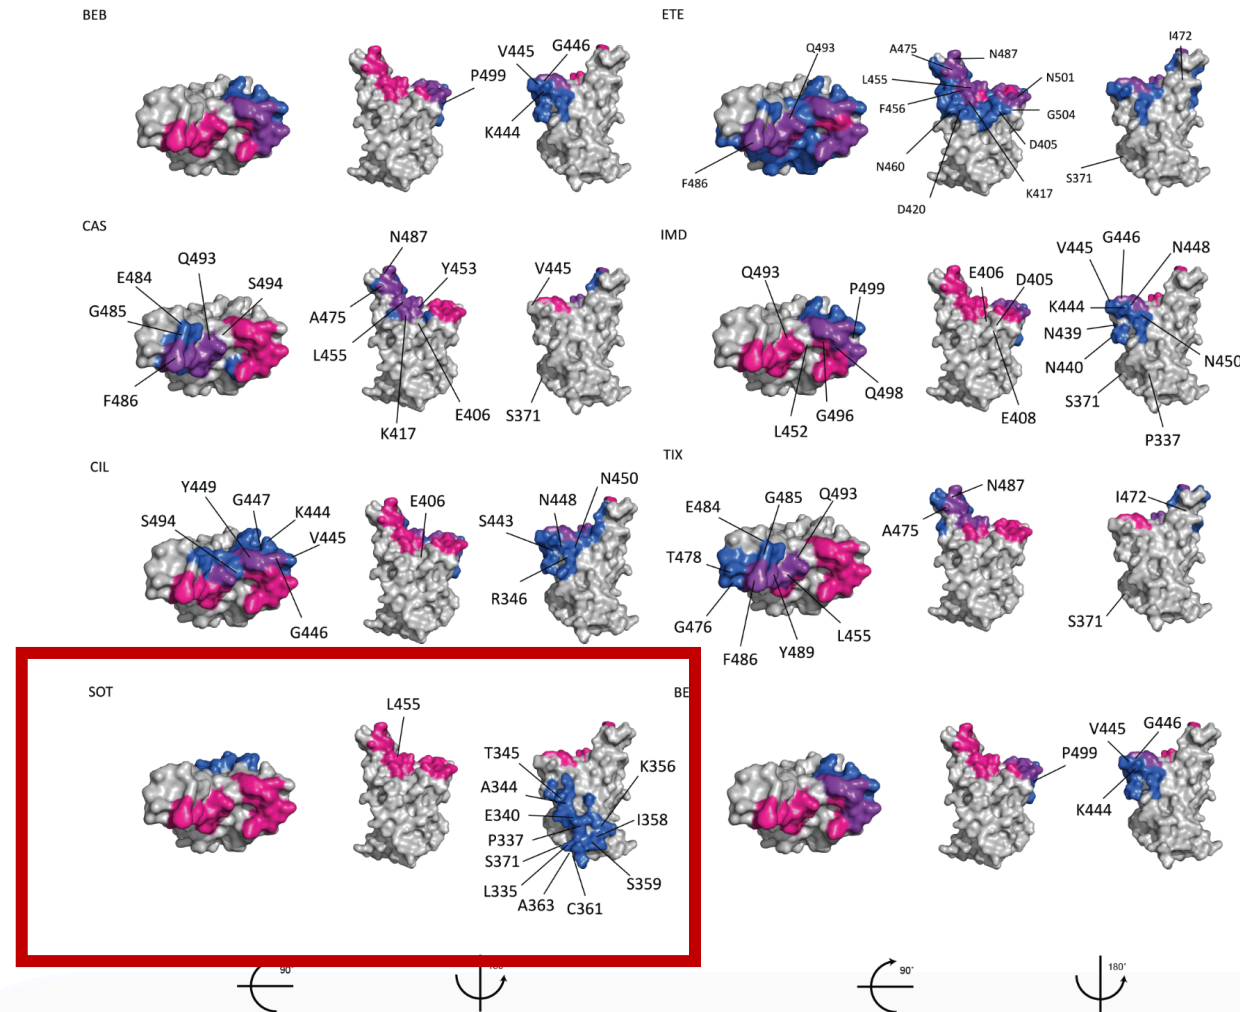 BEB
V445
G446
P499
K444
ETE
Q493
A475
N487
I472
L455
N501
F456
G504
D405
N460
F486
K417
D420
S371
CAS
N487
Q493
Y453
E484
S494
V445
G485
A475
L455
F486
E406
S371
K417
IMD
G446
V445
N448
Q493
E406
D405
P499
K444
N439
N440
N450
Q498
S371
G496
E408
L452
P337
CIL
Y449
N450
G447
E406
N448
K444
S443
S494
V445
R346
G446
TIX
N487
Q493
G485
I472
E484
A475
T478
S371
G476
L455
Y489
F486
SOT
L455
T345
K356
A344
E340
I358
P337
S371
S359
L335
A363
C361
BE
G446
V445
P499
K444
90°
90°
180°